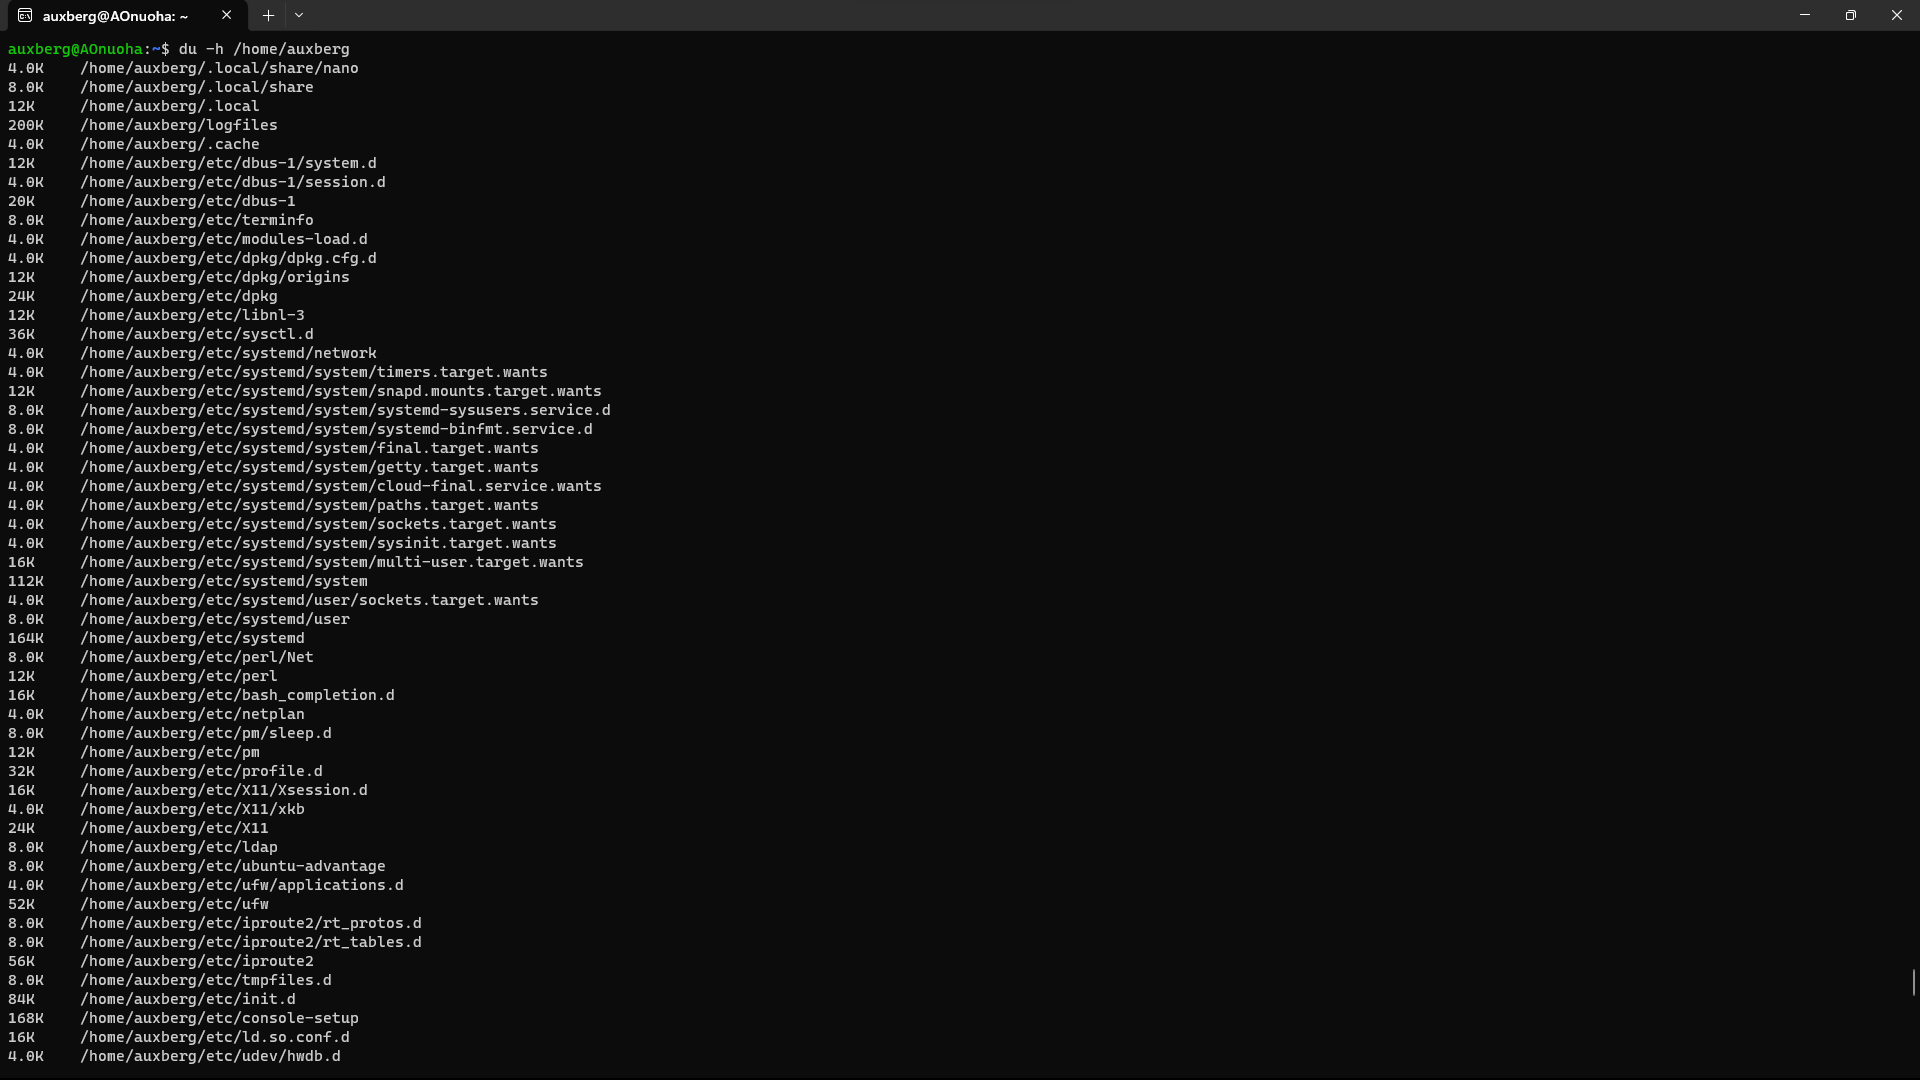 auxberg@AOnuoha: ~
auxberg@AOnuoha:~$ du -h /home/auxberg
4.0K /home/auxberg/.local/share/nano
8.0K /home/auxberg/.local/share
12K /home/auxberg/.local
200K /home/auxberg/logfiles
4.0K /home/auxberg/.cache
12K /home/auxberg/etc/dbus-1/system.d
4.0K /home/auxberg/etc/dbus-1/session.d
20K /home/auxberg/etc/dbus-1
8.0K /home/auxberg/etc/terminfo
4.0K /home/auxberg/etc/modules-load.d
4.0K /home/auxberg/etc/dpkg/dpkg.cfg.d
12K /home/auxberg/etc/dpkg/origins
24K /home/auxberg/etc/dpkg
12K /home/auxberg/etc/libnl-3
36K /home/auxberg/etc/sysctl.d
4.0K /home/auxberg/etc/systemd/network
4.0K /home/auxberg/etc/systemd/system/timers.target.wants
12K /home/auxberg/etc/systemd/system/snapd.mounts.target.wants
8.0K /home/auxberg/etc/systemd/system/systemd-sysusers.service.d
8.0K /home/auxberg/etc/systemd/system/systemd-binfmt.service.d
4.0K /home/auxberg/etc/systemd/system/final.target.wants
4.0K /home/auxberg/etc/systemd/system/getty.target.wants
4.0K /home/auxberg/etc/systemd/system/cloud-final.service.wants
4.0K /home/auxberg/etc/systemd/system/paths.target.wants
4.0K /home/auxberg/etc/systemd/system/sockets.target.wants
4.0K /home/auxberg/etc/systemd/system/sysinit.target.wants
16K /home/auxberg/etc/systemd/system/multi-user.target.wants
112K /home/auxberg/etc/systemd/system
4.0K /home/auxberg/etc/systemd/user/sockets.target.wants
8.0K /home/auxberg/etc/systemd/user
164K /home/auxberg/etc/systemd
8.0K /home/auxberg/etc/perl/Net
12K /home/auxberg/etc/perl
16K /home/auxberg/etc/bash_completion.d
4.0K /home/auxberg/etc/netplan
8.0K /home/auxberg/etc/pm/sleep.d
12K /home/auxberg/etc/pm
32K /home/auxberg/etc/profile.d
16K /home/auxberg/etc/X11/Xsession.d
4.0K /home/auxberg/etc/X11/xkb
24K /home/auxberg/etc/X11
8.0K /home/auxberg/etc/ldap
8.0K /home/auxberg/etc/ubuntu-advantage
4.0K /home/auxberg/etc/ufw/applications.d
52K /home/auxberg/etc/ufw
8.0K /home/auxberg/etc/iproute2/rt_protos.d
8.0K /home/auxberg/etc/iproute2/rt_tables.d
56K /home/auxberg/etc/iproute2
8.0K /home/auxberg/etc/tmpfiles.d
84K /home/auxberg/etc/init.d
168K /home/auxberg/etc/console-setup
16K /home/auxberg/etc/ld.so.conf.d
4.0K /home/auxberg/etc/udev/hwdb.d